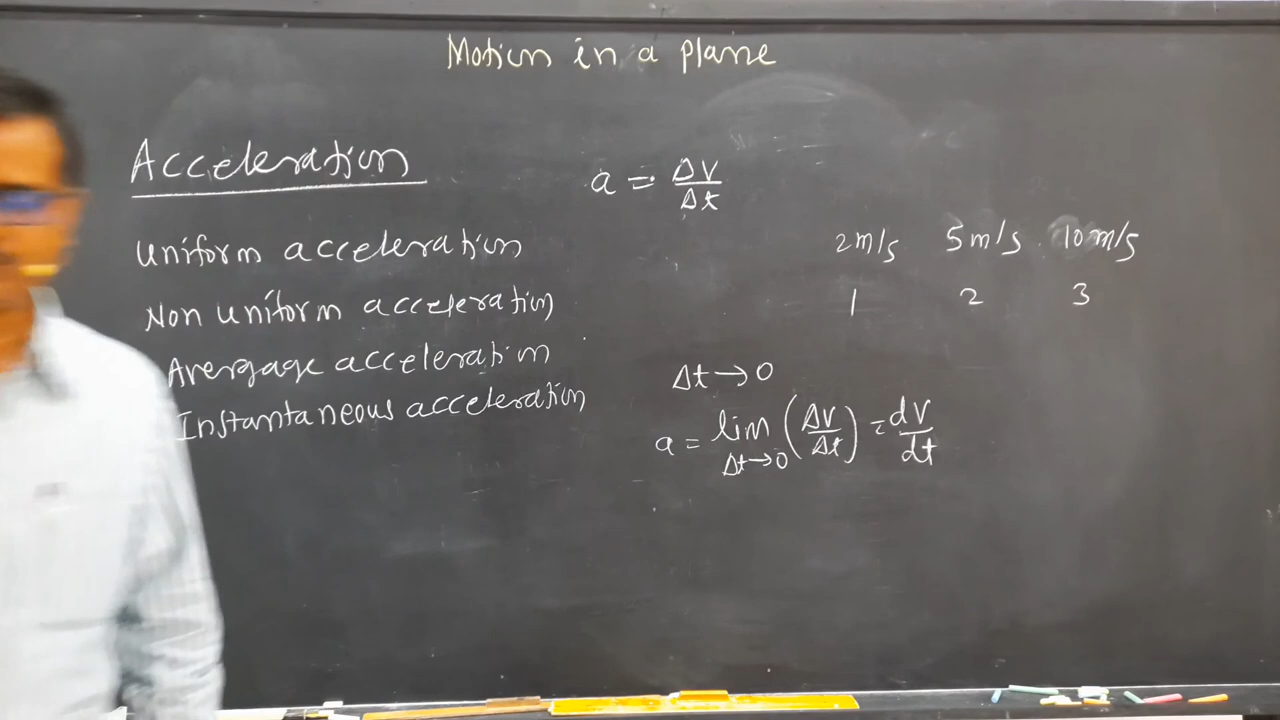 Motion in a plane
Acceleration
a = Δv/Δt
Uniform acceleration
2m/s 5m/s 10m/s
Non uniform acceleration
1 2 3
Avergage acceleration
Δt → 0
Instantaneous acceleration
a = lim Δt→0 (Δv/Δt) = dv/dt